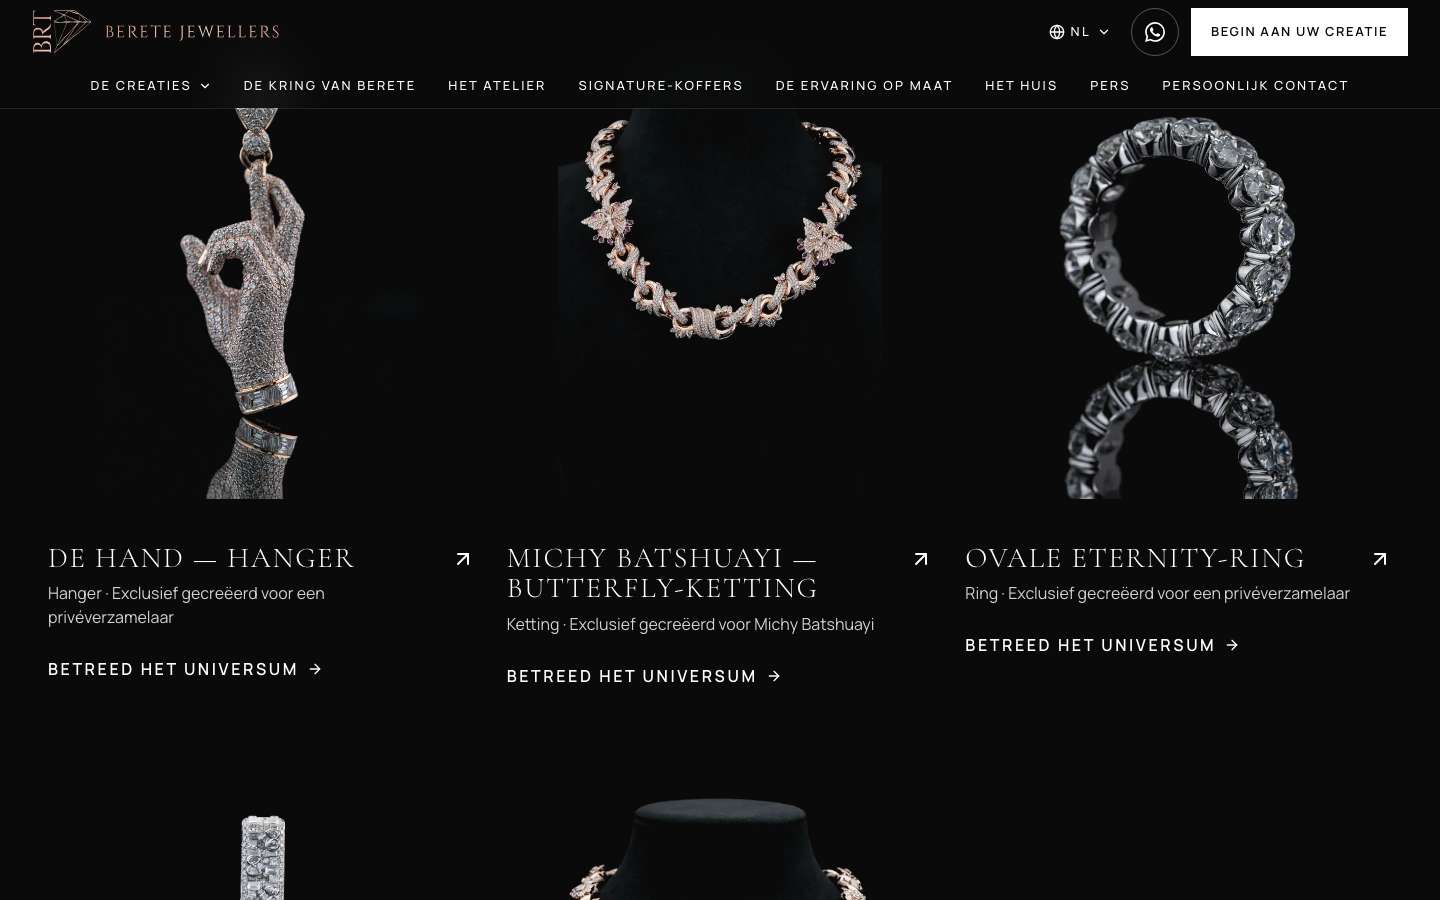 BRT BERETE JEWELLERS
NL
BEGIN AAN UW CREATIE
DE CREATIES
DE KRING VAN BERETE
HET ATELIER
SIGNATURE-KOFFERS
DE ERVARING OP MAAT
HET HUIS
PERS
PERSOONLIJK CONTACT
DE HAND — HANGER
Hanger · Exclusief gecreëerd voor een
privéverzamelaar
BETREED HET UNIVERSUM →
MICHY BATSHUAYI —
BUTTERFLY-KETTING
Ketting · Exclusief gecreëerd voor Michy Batshuayi
BETREED HET UNIVERSUM →
OVALE ETERNITY-RING
Ring · Exclusief gecreëerd voor een privéverzamelaar
BETREED HET UNIVERSUM →